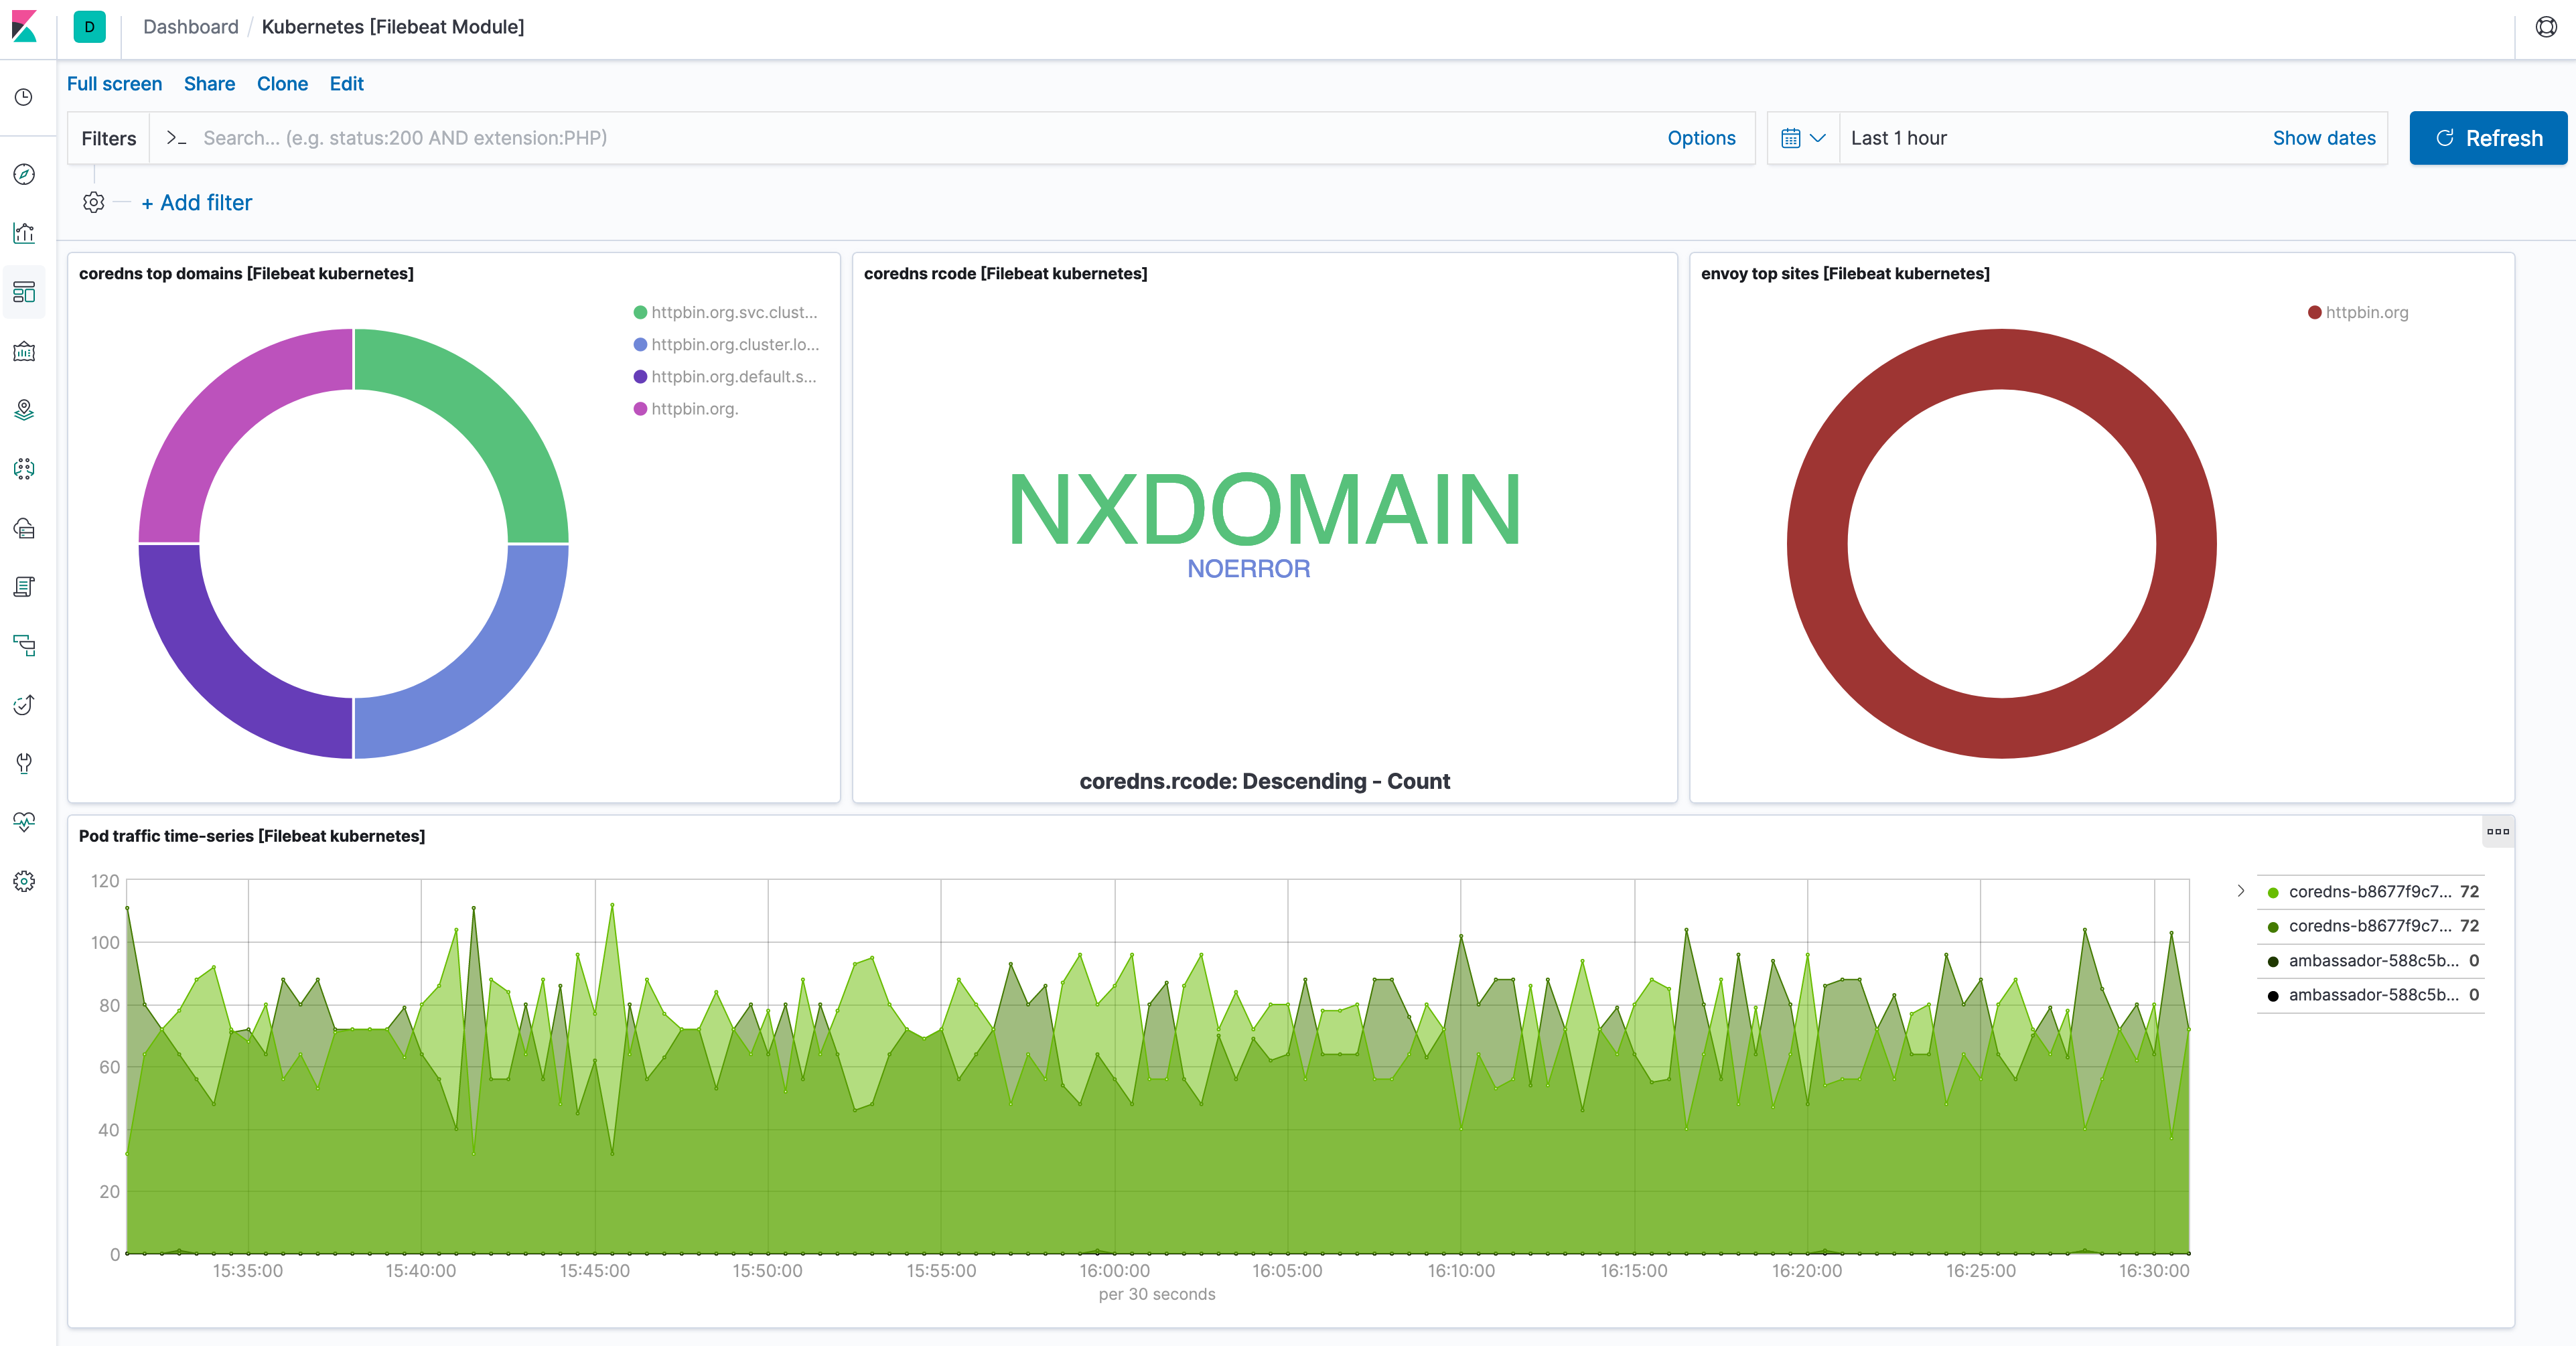 D
Dashboard / Kubernetes [Filebeat Module]
Full screen Share Clone Edit
Filters >_ Search... (e.g. status:200 AND extension:PHP) Options Last 1 hour Show dates Refresh
+ Add filter
coredns top domains [Filebeat kubernetes]
httpbin.org.svc.clust...
httpbin.org.cluster.lo...
httpbin.org.default.s...
httpbin.org.
coredns rcode [Filebeat kubernetes]
NXDOMAIN
NOERROR
coredns.rcode: Descending - Count
envoy top sites [Filebeat kubernetes]
httpbin.org
Pod traffic time-series [Filebeat kubernetes]
120
100
80
60
40
20
0
15:35:00 15:40:00 15:45:00 15:50:00 15:55:00 16:00:00 16:05:00 16:10:00 16:15:00 16:20:00 16:25:00 16:30:00
per 30 seconds
coredns-b8677f9c7... 72
coredns-b8677f9c7... 72
ambassador-588c5b... 0
ambassador-588c5b... 0